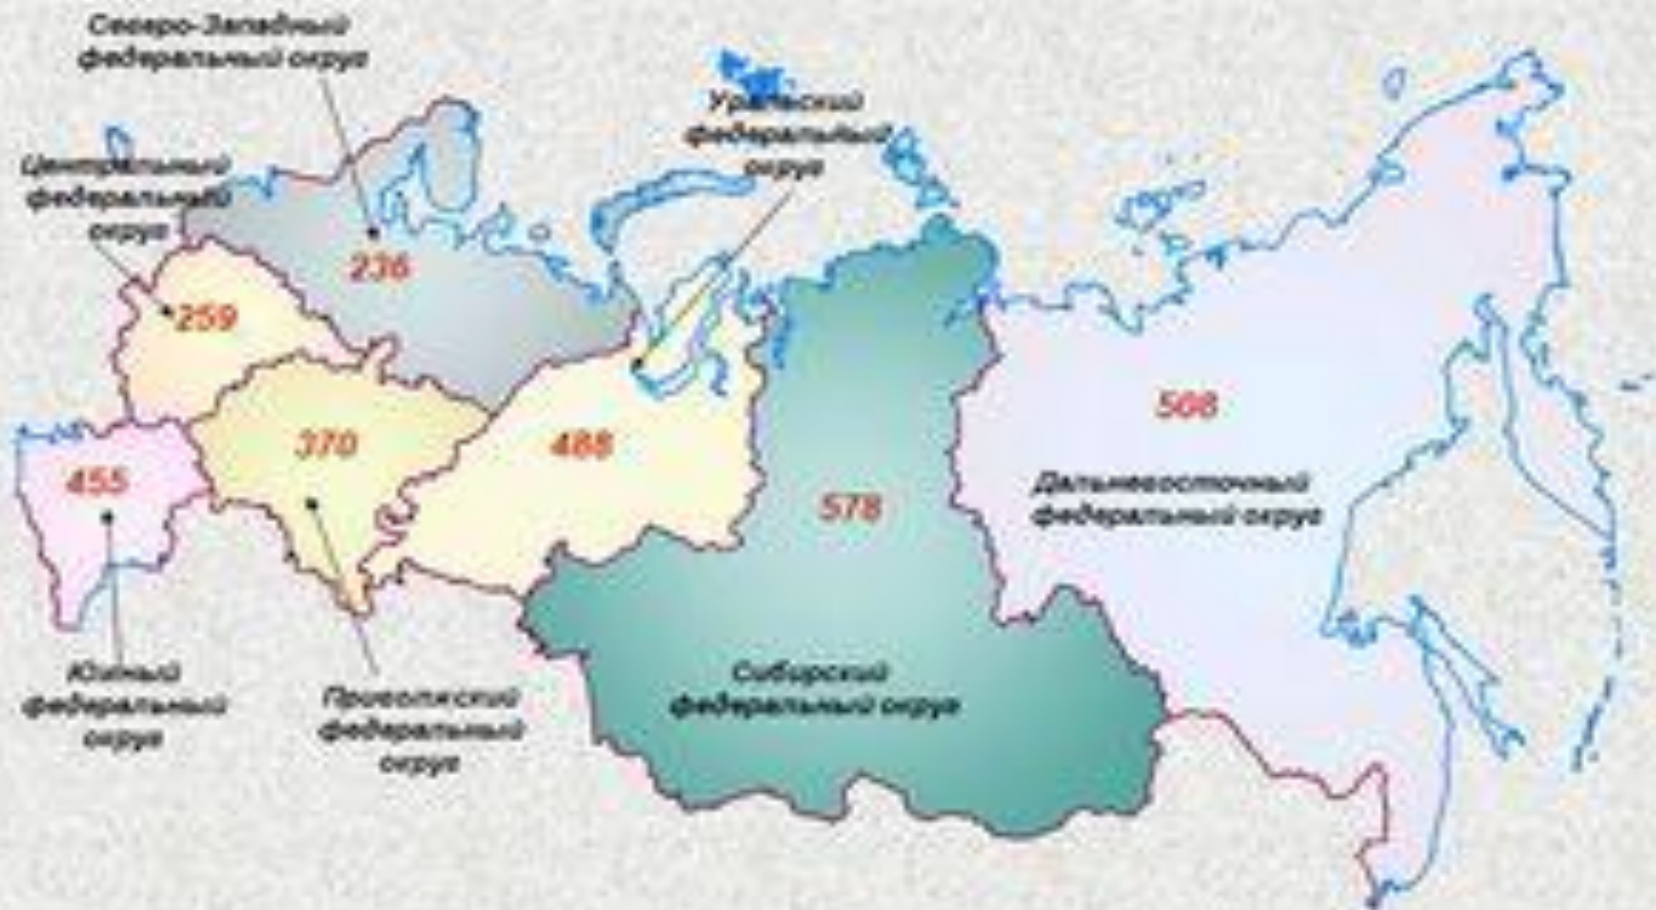 Северо-Западный
федеральный округ
Уральский
федеральный
округ
Центральный
федеральный
округ
236
259
370
488
455
578
Дальневосточный
федеральный округ
Южный
федеральный
округ
Приволжский
федеральный
округ
Сибирский
федеральный округ